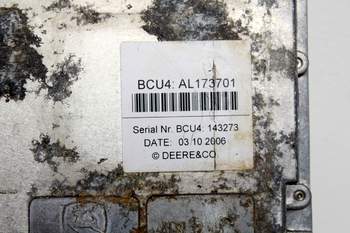 BCU4: AL173701
Serial Nr. BCU4: 143273
DATE: 03.10.2006
© DEERE&CO